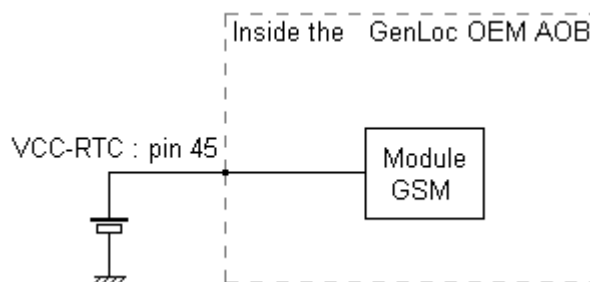 Inside the GenLoc OEM AOB
VCC-RTC : pin 45
Module
GSM